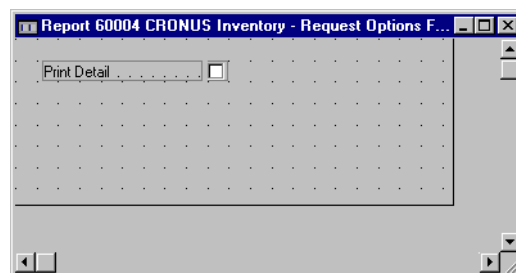 Report 60004 CRONUS Inventory - Request Options F...
Print Detail . . . . . . . .